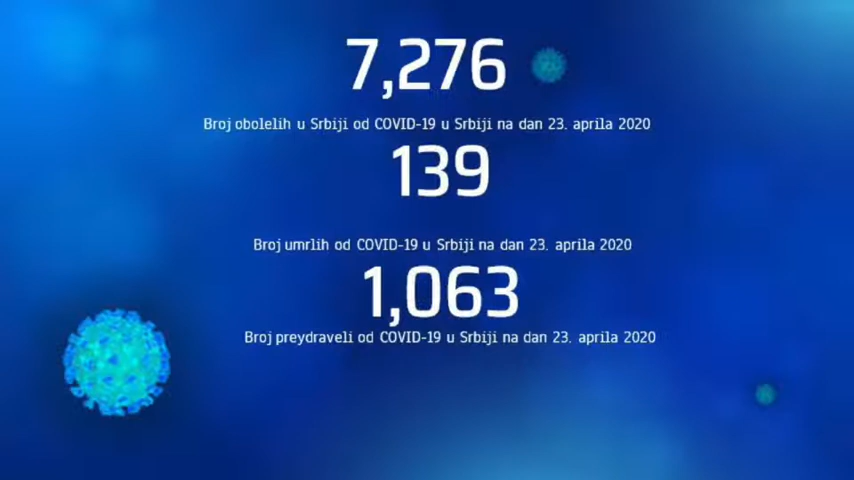 7,276
Broj obolelih u Srbiji od COVID-19 u Srbiji na dan 23. aprila 2020
139
Broj umrlih od COVID-19 u Srbiji na dan 23. aprila 2020
1,063
Broj preydraveli od COVID-19 u Srbiji na dan 23. aprila 2020